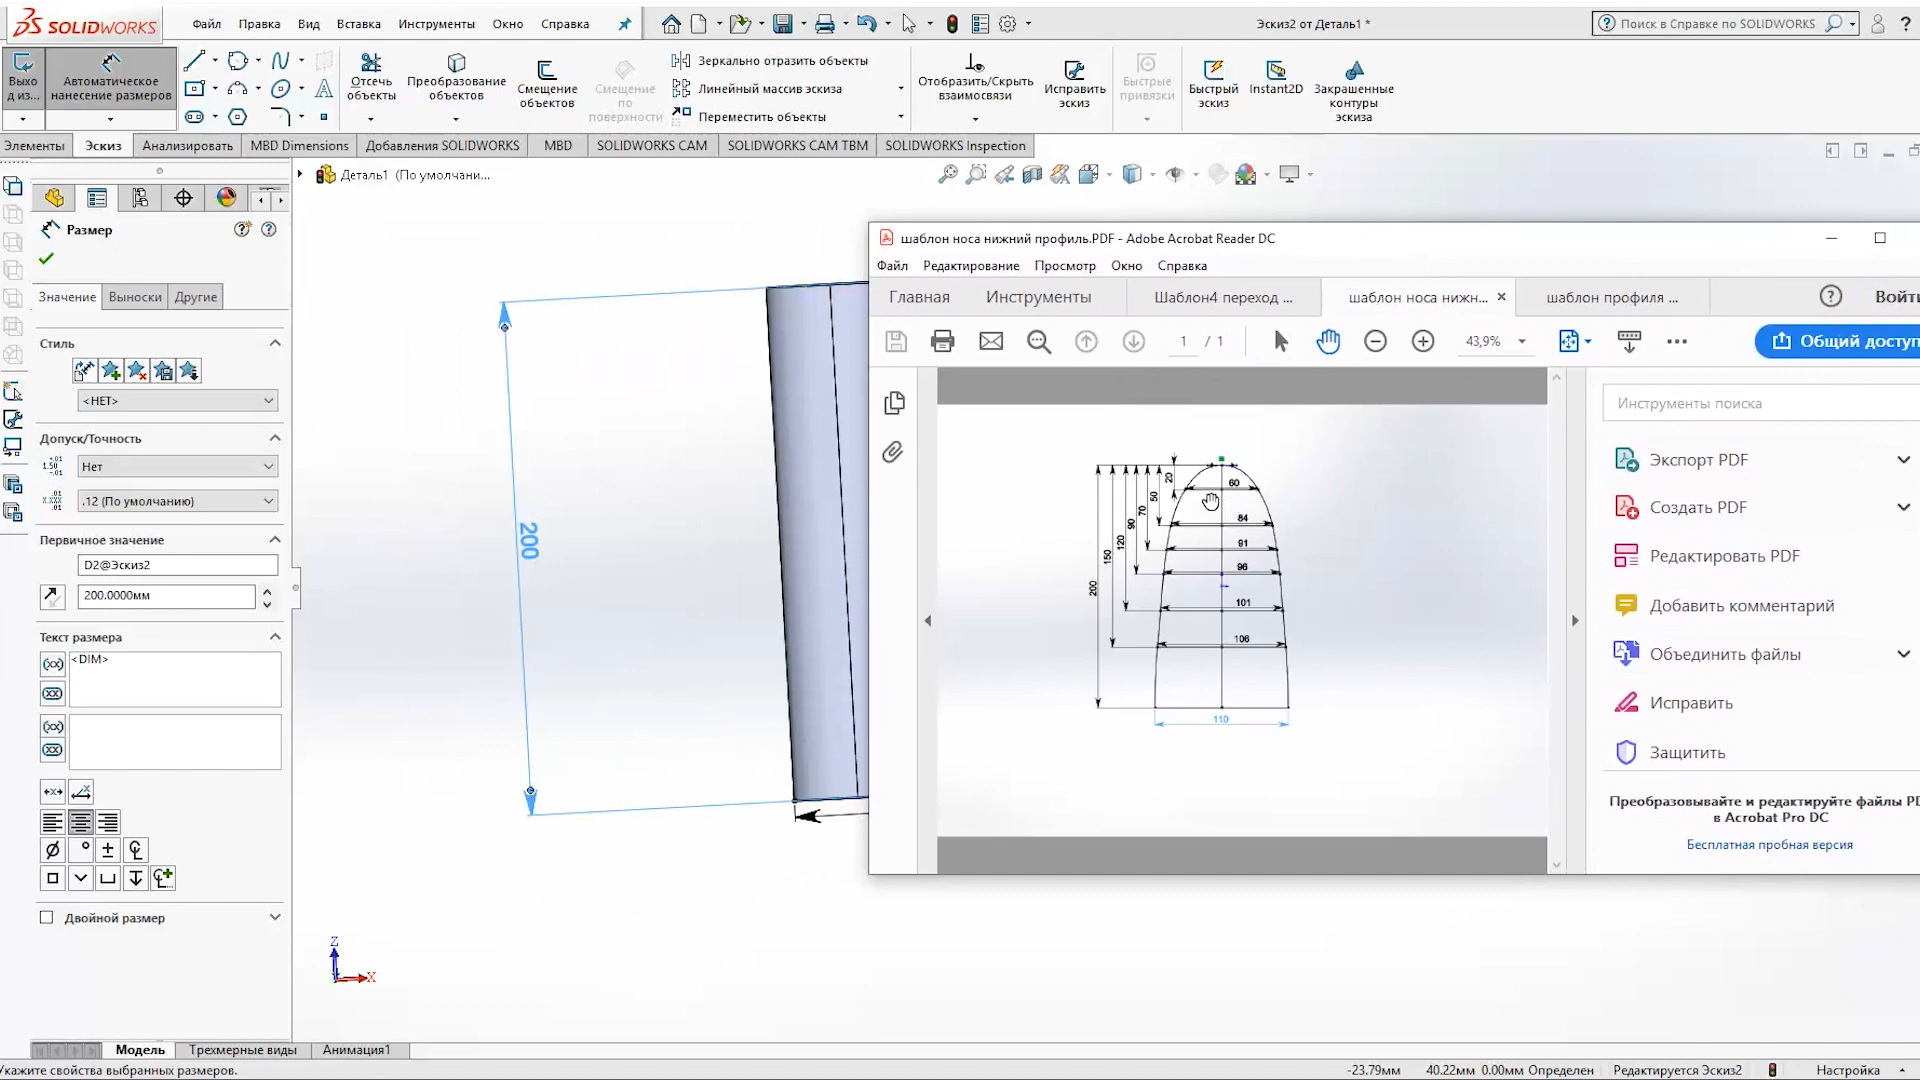 SOLIDWORKS
Файл Правка Вид Вставка Инструменты Окно Справка
Эскиз2 от Деталь1 *
Поиск в Справке по SOLIDWORKS
Выхо
д из...
Автоматическое
нанесение размеров
Отсечь
объекты
Преобразование
объектов
Смещение
объектов
Смещение
по
поверхности
Зеркально отразить объекты
Линейный массив эскиза
Переместить объекты
Отобразить/Скрыть
взаимосвязи
Исправить
эскиз
Быстрые
привязки
Быстрый
эскиз
Instant2D
Закрашенные
контуры
эскиза
Элементы Эскиз Анализировать MBD Dimensions Добавления SOLIDWORKS MBD SOLIDWORKS CAM SOLIDWORKS CAM TBM SOLIDWORKS Inspection
Деталь1 (По умолчани...
Размер
Значение Выноски Другие
Стиль
<НЕТ>
Допуск/Точность
Нет
.12 (По умолчанию)
Первичное значение
D2@Эскиз2
200.0000мм
Текст размера
<DIM>
Двойной размер
200
Z
X
шаблон носа нижний профиль.PDF - Adobe Acrobat Reader DC
Файл Редактирование Просмотр Окно Справка
Главная Инструменты Шаблон4 переход ... шаблон носа нижн... × шаблон профиля ... Войти
1 / 1 43,9% Общий доступ
20
60
50
84
70
91
90
96
120
101
150
106
200
110
Инструменты поиска
Экспорт PDF
Создать PDF
Редактировать PDF
Добавить комментарий
Объединить файлы
Исправить
Защитить
Преобразовывайте и редактируйте файлы PD
в Acrobat Pro DC
Бесплатная пробная версия
Модель Трехмерные виды Анимация1
Укажите свойства выбранных размеров.
-23.79мм 40.22мм 0.00мм Определен Редактируется Эскиз2 Настройка